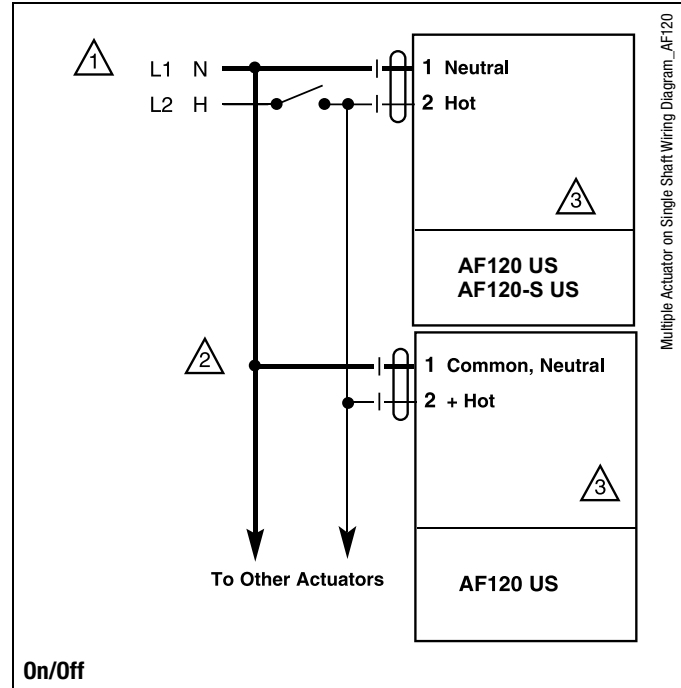 1
L1 N
L2 H
1 Neutral
2 Hot
3
AF120 US
AF120-S US
2
1 Common, Neutral
2 + Hot
3
AF120 US
To Other Actuators
On/Off
Multiple Actuator on Single Shaft Wiring Diagram_AF120